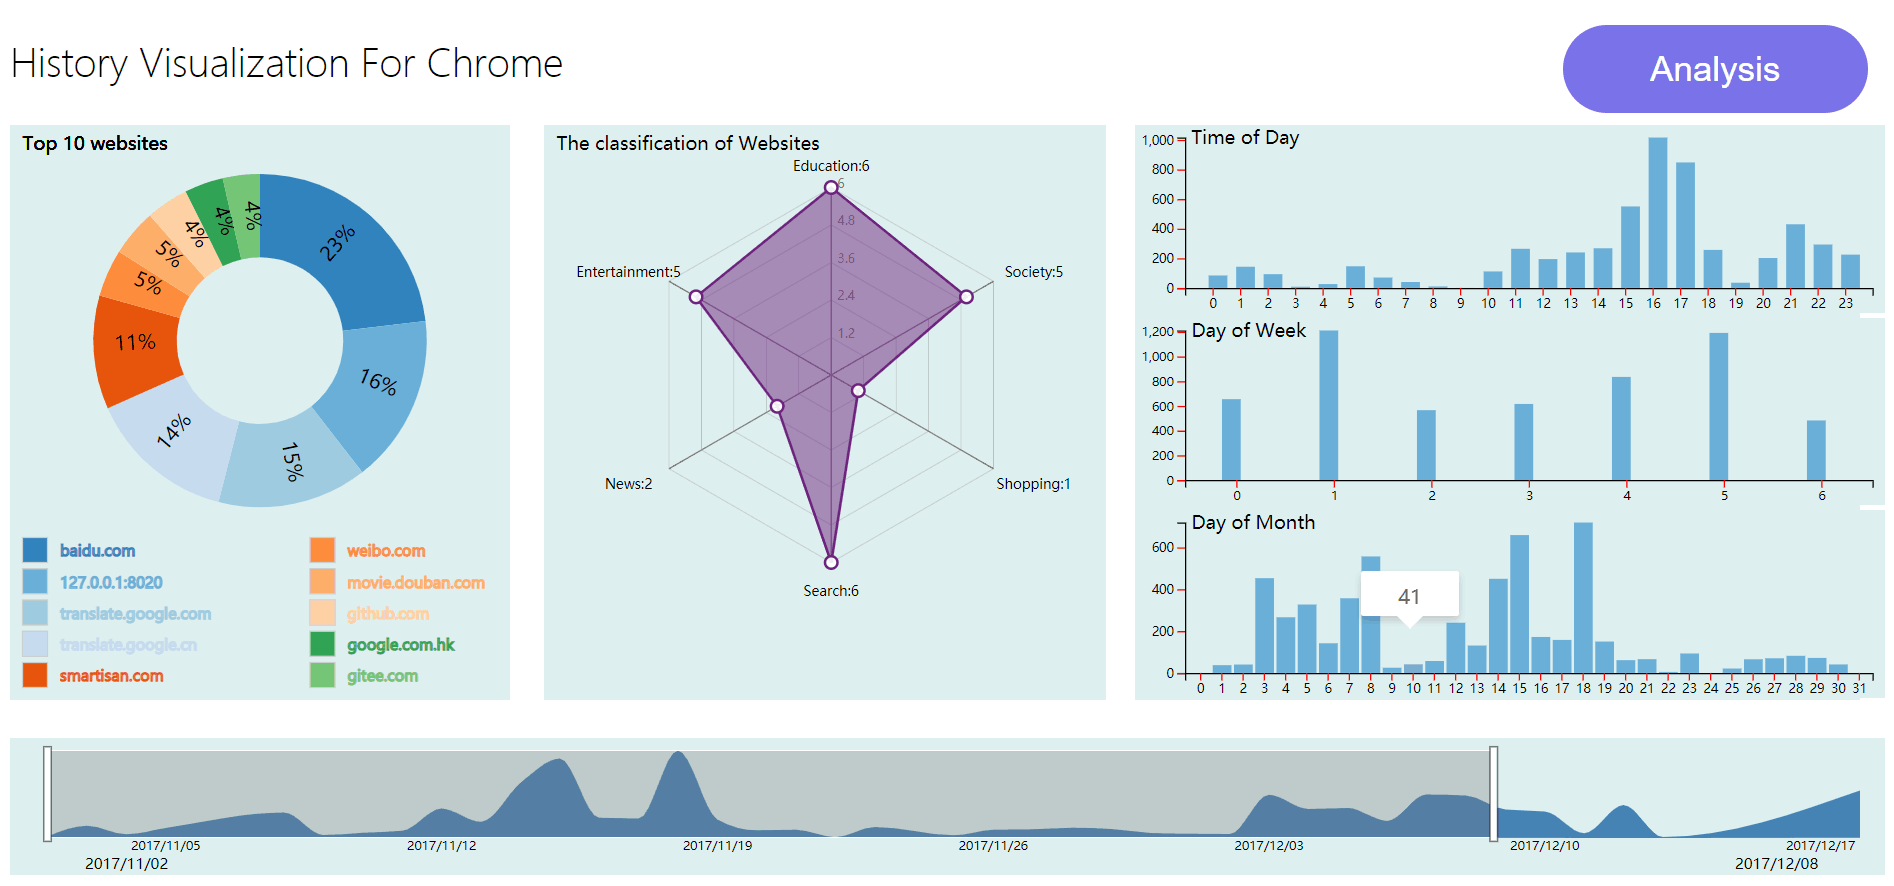 History Visualization For Chrome
Analysis
Top 10 websites
23%
16%
15%
14%
11%
5%
5%
4%
4%
4%
baidu.com
127.0.0.1:8020
translate.google.com
translate.google.cn
smartisan.com
weibo.com
movie.douban.com
github.com
google.com.hk
gitee.com
The classification of Websites
Education:6
6
4.8
3.6
2.4
1.2
Entertainment:5
Society:5
News:2
Shopping:1
Search:6
Time of Day
1,000
800
600
400
200
0
0 1 2 3 4 5 6 7 8 9 10 11 12 13 14 15 16 17 18 19 20 21 22 23
Day of Week
1,200
1,000
800
600
400
200
0
0 1 2 3 4 5 6
Day of Month
600
400
200
0
41
0 1 2 3 4 5 6 7 8 9 10 11 12 13 14 15 16 17 18 19 20 21 22 23 24 25 26 27 28 29 30 31
2017/11/05 2017/11/12 2017/11/19 2017/11/26 2017/12/03 2017/12/10 2017/12/17
2017/11/02 2017/12/08